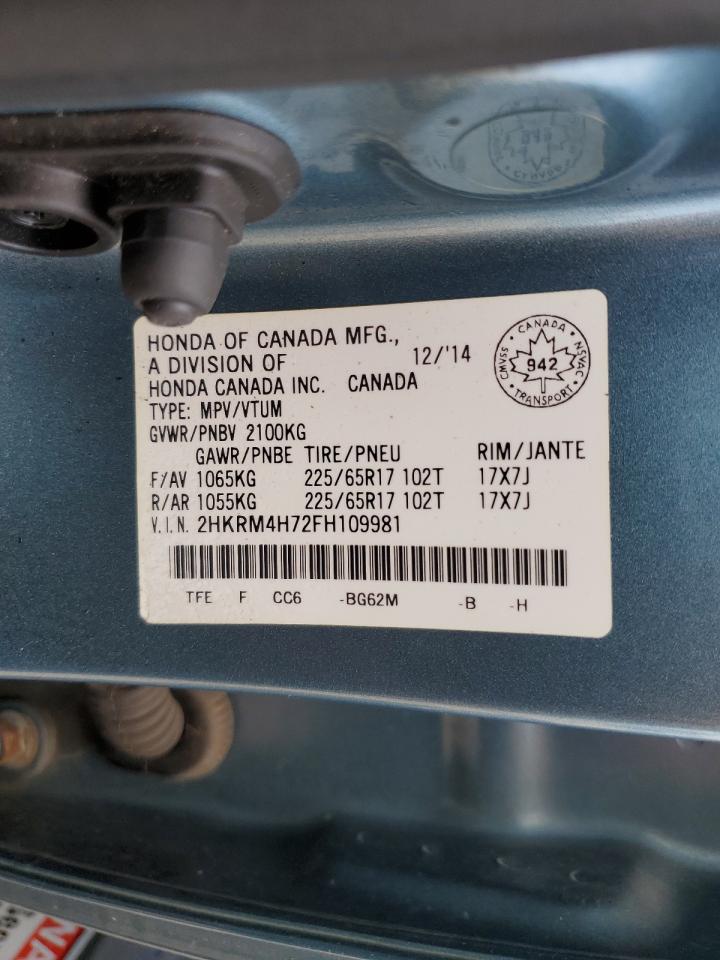 HONDA OF CANADA MFG.,
A DIVISION OF 12/'14
HONDA CANADA INC. CANADA
TYPE: MPV/VTUM
GVWR/PNBV 2100KG
GAWR/PNBE TIRE/PNEU RIM/JANTE
F/AV 1065KG 225/65R17 102T 17X7J
R/AR 1055KG 225/65R17 102T 17X7J
V.I.N. 2HKRM4H72FH109981
TFE F CC6 -BG62M -B -H
CMVSS • CANADA • NSVAC • TRANSPORT •
942